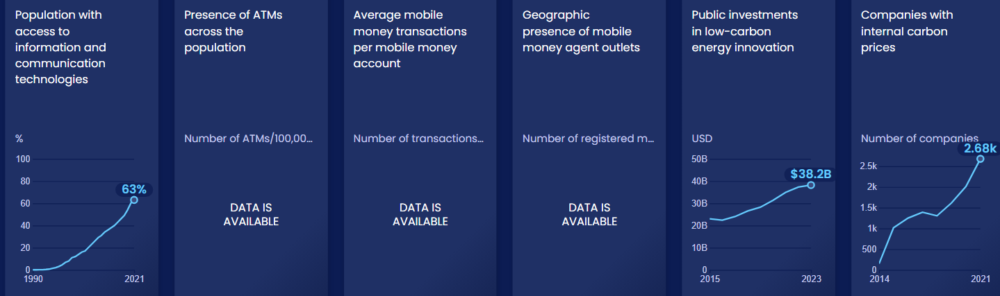 Population with
access to
information and
communication
technologies
%
100
80
60
40
20
0
63%
1990
2021
Presence of ATMs
across the
population
Number of ATMs/100,00...
DATA IS
AVAILABLE
Average mobile
money transactions
per mobile money
account
Number of transactions...
DATA IS
AVAILABLE
Geographic
presence of mobile
money agent outlets
Number of registered m...
DATA IS
AVAILABLE
Public investments
in low-carbon
energy innovation
USD
50B
40B
30B
20B
10B
0
$38.2B
2015
2023
Companies with
internal carbon
prices
Number of companies
2.68k
2.5k
2k
1.5k
1k
500
0
2014
2021